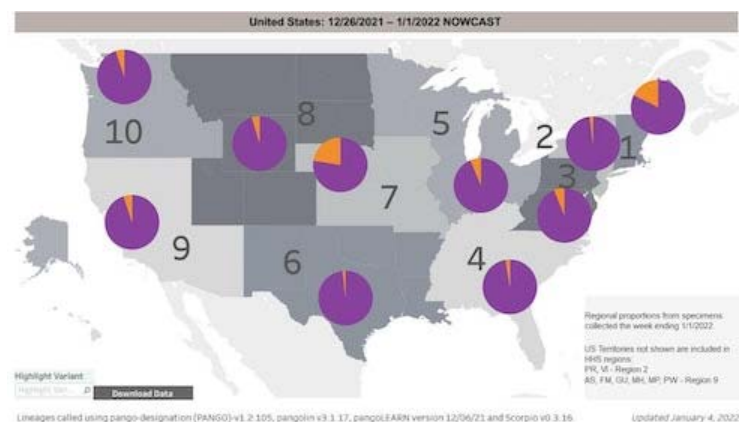 United States: 12/26/2021 – 1/1/2022 NOWCAST
10
8
5
2
1
3
7
9
6
4
Regional proportions from specimens
collected the week ending 1/1/2022
US Territories not shown are included in
HHS regions:
PR, VI - Region 2
AS, FM, GU, MH, MP, PW - Region 9
Highlight Variant
Download Data
Lineages called using pango-designation (PANGO)-v1.2.105, pangolin v3.1.17, pangoLEARN version 12/06/21 and Scorpio v0.3.16.
Updated January 4, 2022